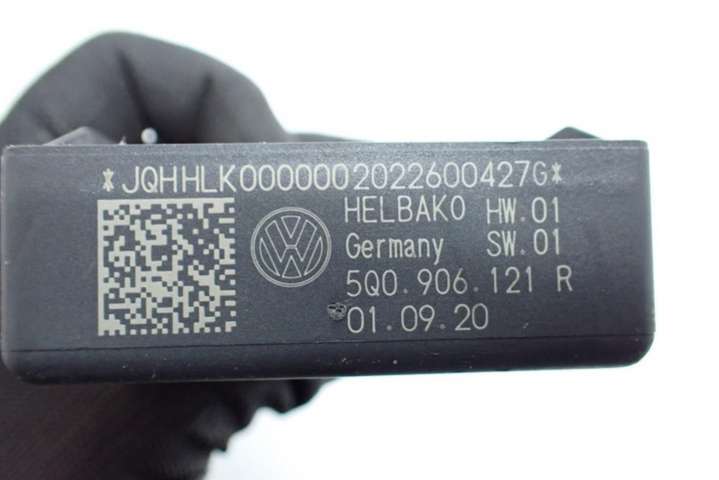 *JQHHLK0000002022600427G*
HELBAKO HW.01
Germany SW.01
5Q0.906.121 R
01.09.20